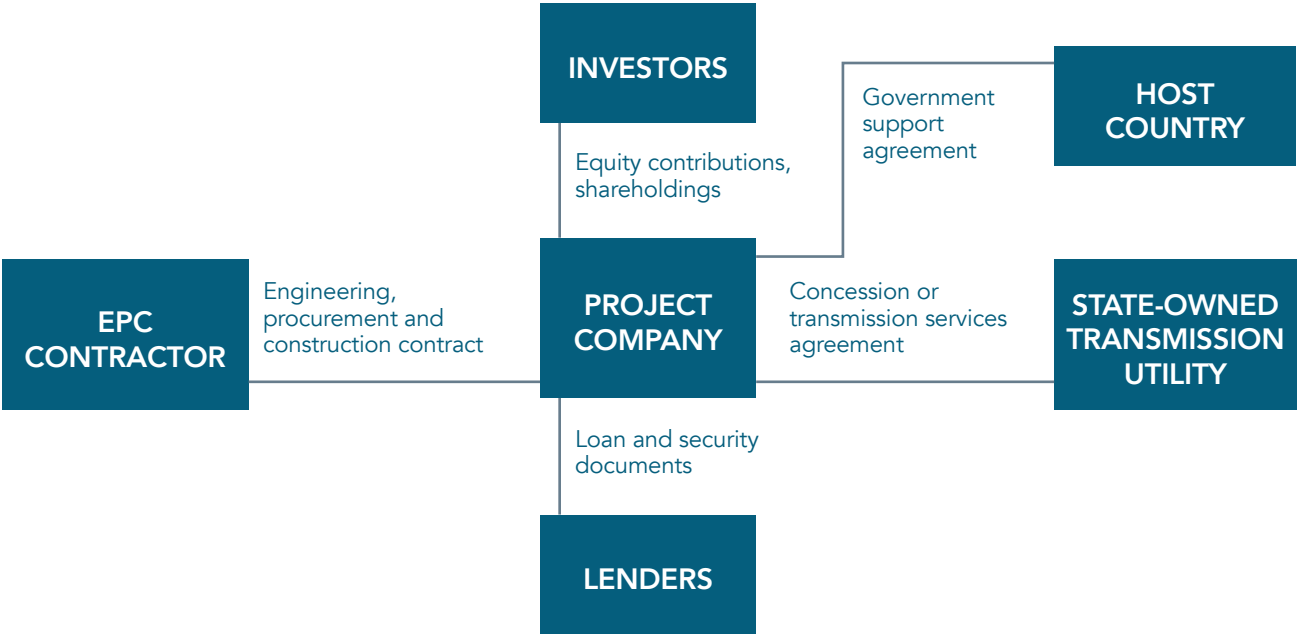 INVESTORS
Government
support
agreement
HOST
COUNTRY
Equity contributions,
shareholdings
EPC
CONTRACTOR
Engineering,
procurement and
construction contract
PROJECT
COMPANY
Concession or
transmission services
agreement
STATE-OWNED
TRANSMISSION
UTILITY
Loan and security
documents
LENDERS